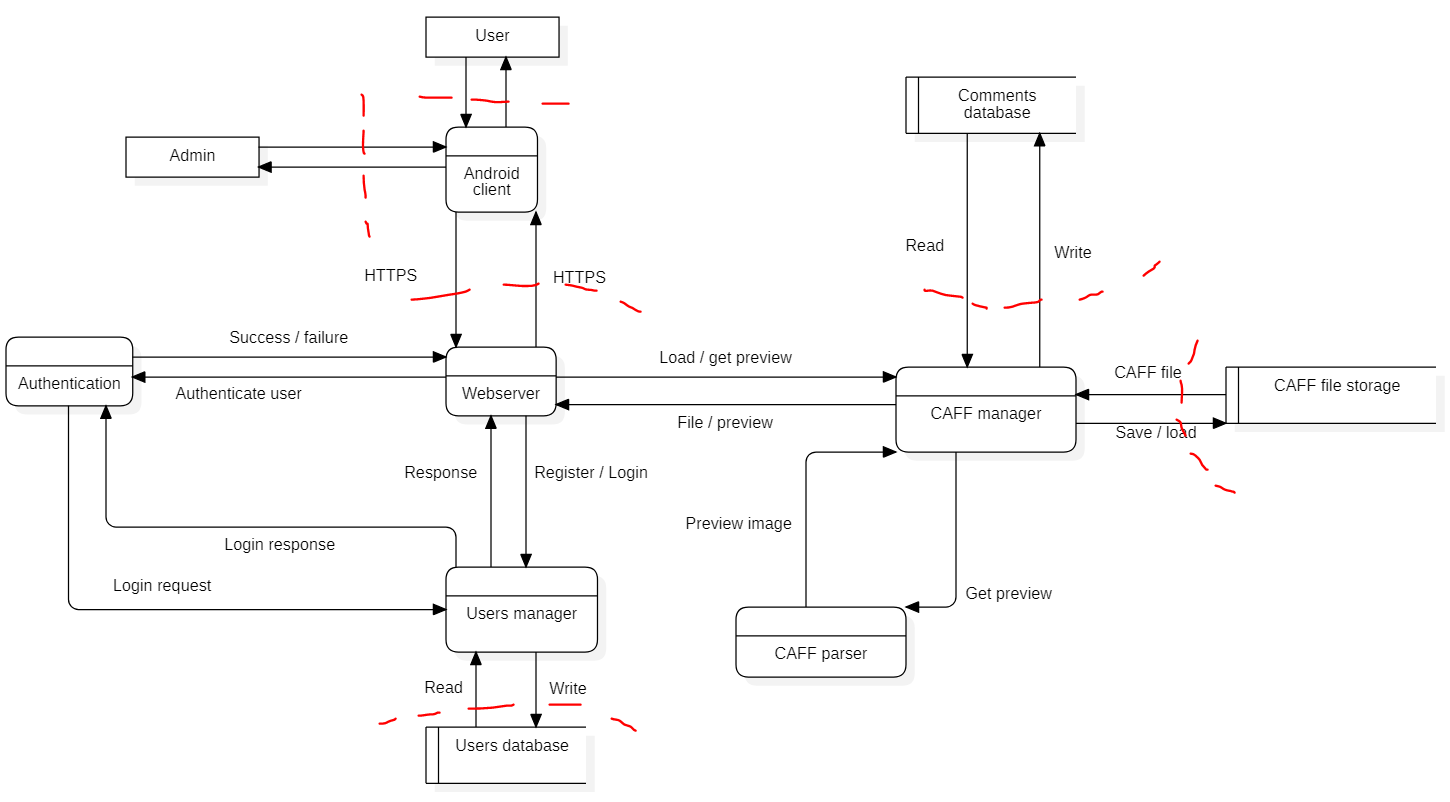 User
Comments
database
Admin
Android
client
Read
Write
HTTPS
HTTPS
Success / failure
Load / get preview
CAFF file
CAFF file storage
Authentication
Authenticate user
Webserver
File / preview
CAFF manager
Save / load
Response
Register / Login
Preview image
Login response
Login request
Get preview
Users manager
CAFF parser
Read
Write
Users database